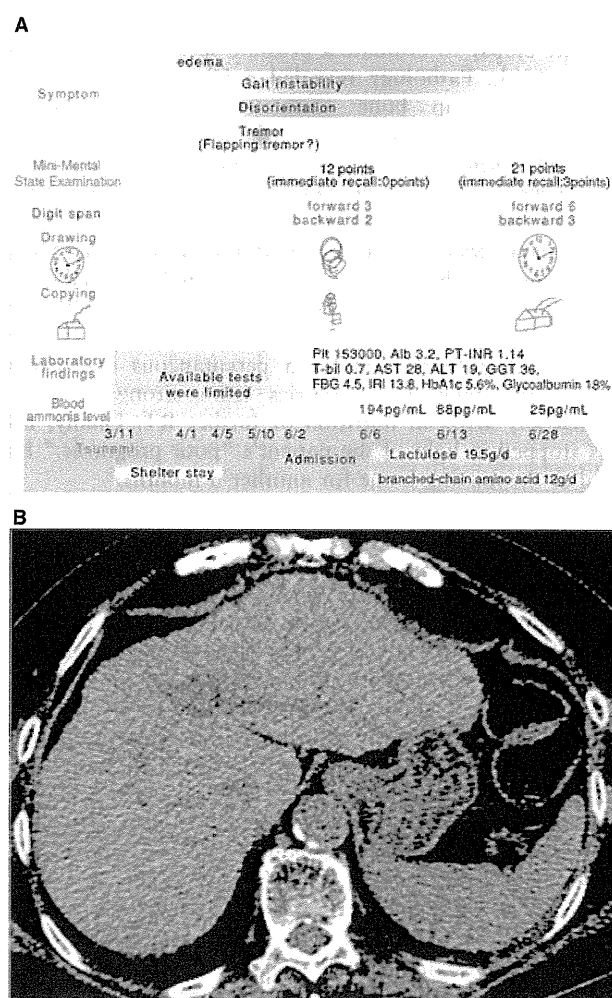 A
edema
Gait instability
Symptom
Disorientation
Tremor
(Flapping tremor?)
Mini-Mental
State Examination
12 points
(immediate recall:0points)
21 points
(immediate recall:3points)
Digit span
forward 3
backward 2
forward 6
backward 3
Drawing
Copying
Laboratory
findings
Available tests
were limited
Plt 153000, Alb 3.2, PT-INR 1.14
T-bil 0.7, AST 28, ALT 19, GGT 36,
FBG 4.5, IRI 13.8, HbA1c 5.6%, Glycoalbumin 18%
Blood
ammonia level
194pg/mL 88pg/mL 25pg/mL
3/11 4/1 4/5 5/10 6/2 6/6 6/13 6/28
Tsunami
Shelter stay
Admission
Lactulose 19.5g/d
branched-chain amino acid 12g/d
B